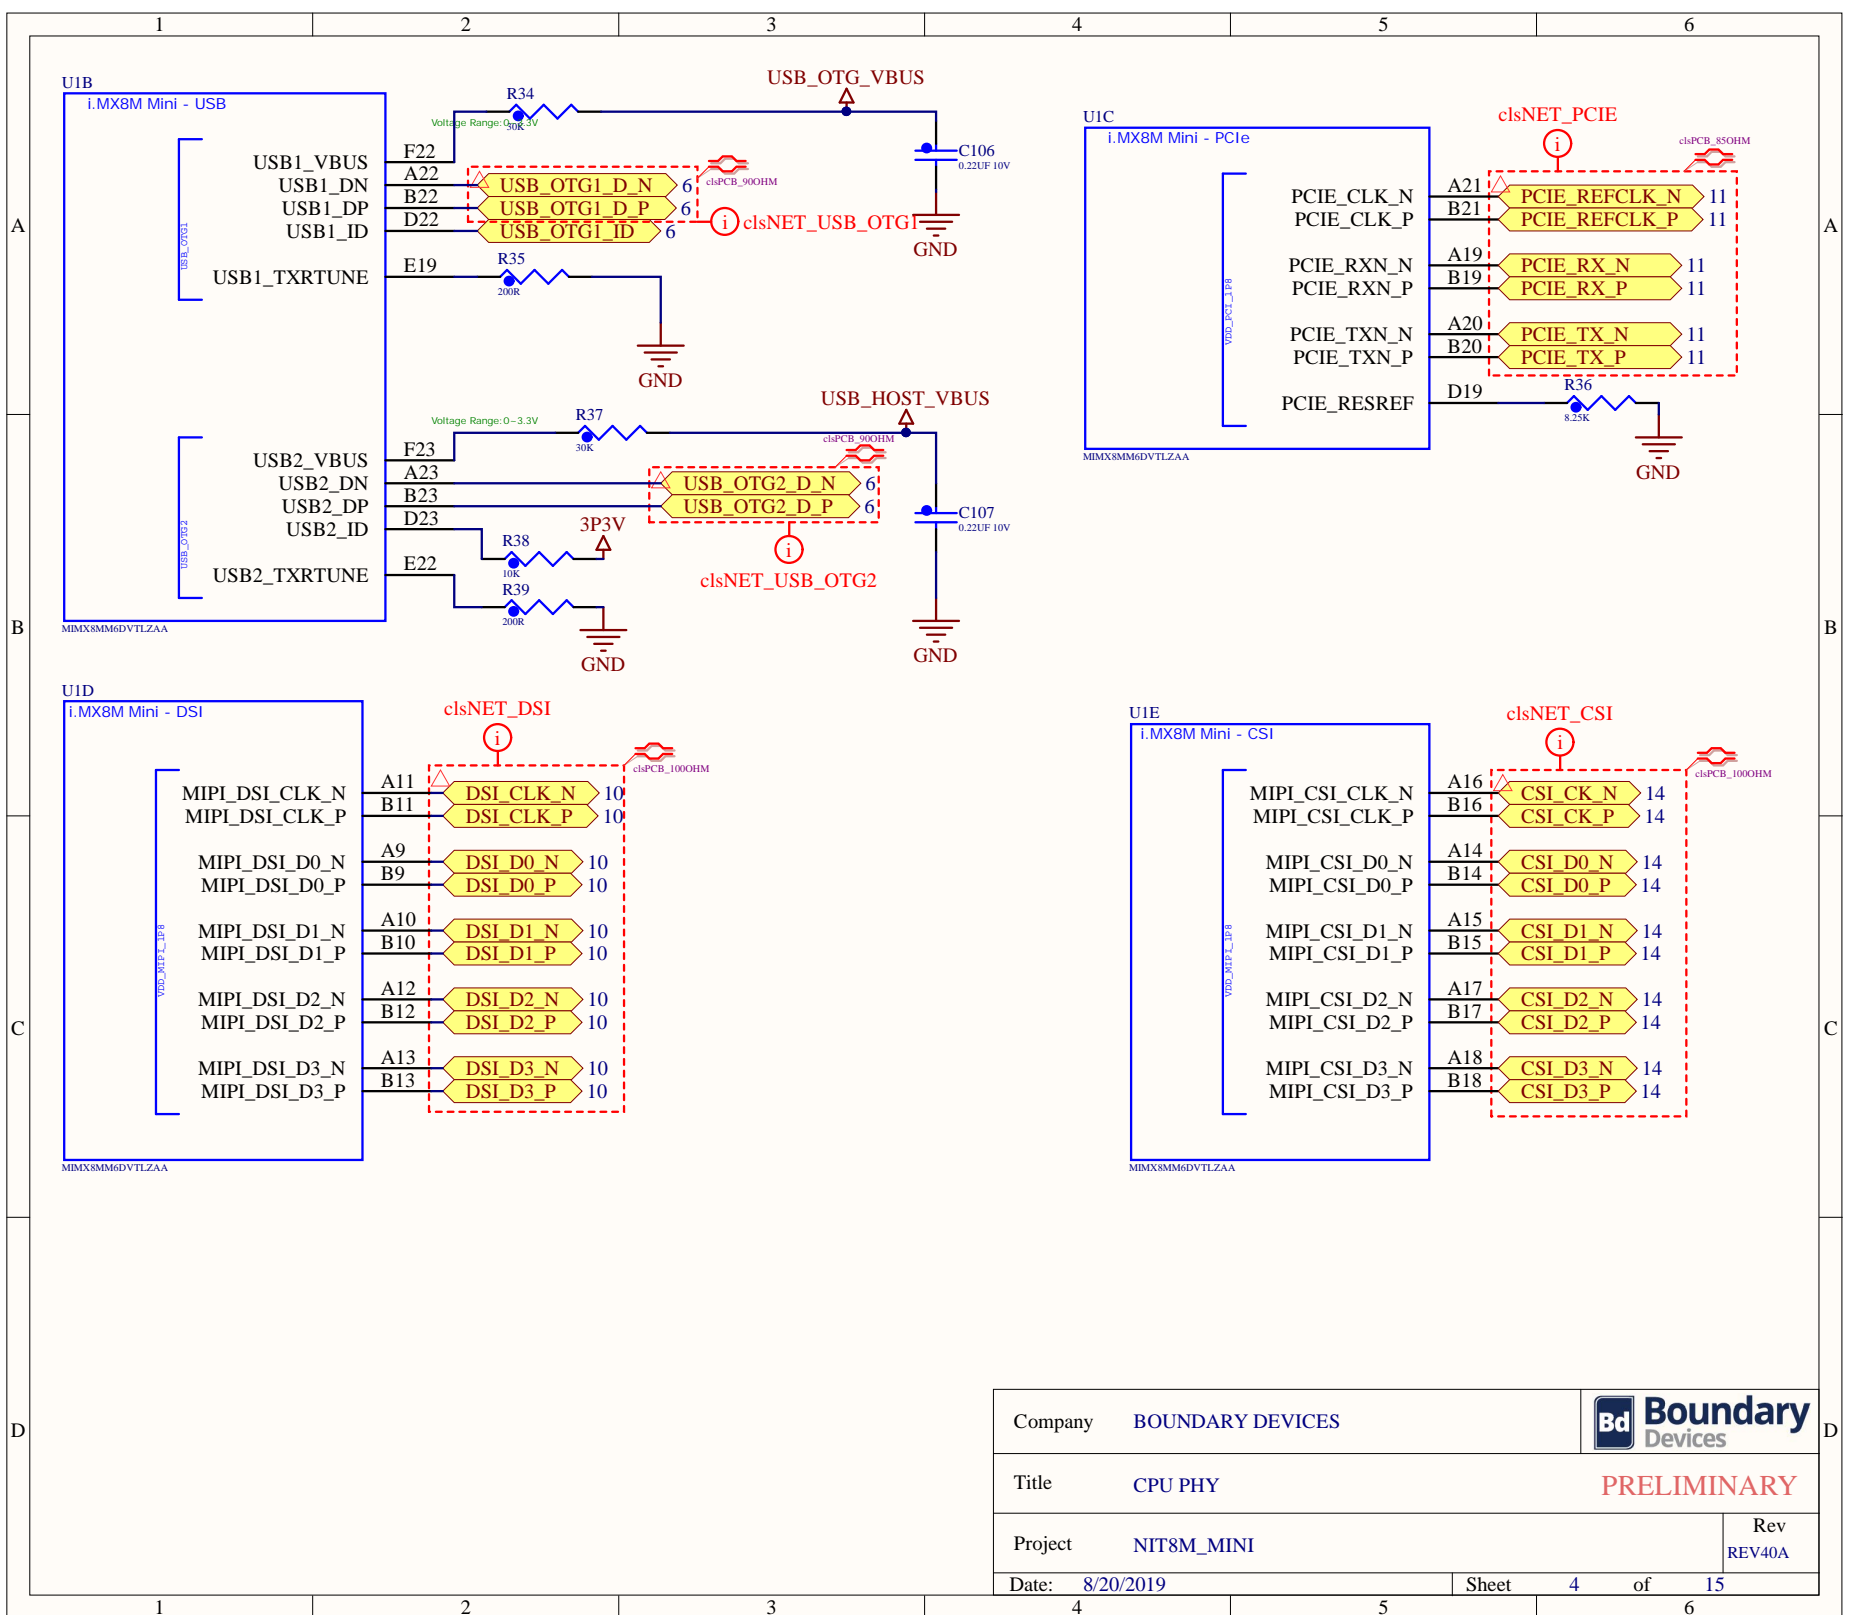 1 2 3 4 5 6
A
B
C
D
U1B
i.MX8M Mini - USB
USB_OTG1
USB1_VBUS F22
USB1_DN A22
USB1_DP B22
USB1_ID D22
USB1_TXRTUNE E19
USB_OTG2
USB2_VBUS F23
USB2_DN A23
USB2_DP B23
USB2_ID D23
USB2_TXRTUNE E22
MIMX8MM6DVTLZAA
Voltage Range:0~3.3V
R34
30K
USB_OTG_VBUS
C106
0.22UF 10V
GND
USB_OTG1_D_N 6
USB_OTG1_D_P 6
USB_OTG1_ID 6
clsPCB_90OHM
i clsNET_USB_OTG1
R35
200R
GND
Voltage Range:0~3.3V
R37
30K
USB_HOST_VBUS
clsPCB_90OHM
USB_OTG2_D_N 6
USB_OTG2_D_P 6
i
clsNET_USB_OTG2
C107
0.22UF 10V
GND
3P3V
R38
10K
R39
200R
GND
U1C
i.MX8M Mini - PCIe
VDD_PCI_1P8
clsNET_PCIE
i
clsPCB_85OHM
PCIE_CLK_N A21 PCIE_REFCLK_N 11
PCIE_CLK_P B21 PCIE_REFCLK_P 11
PCIE_RXN_N A19 PCIE_RX_N 11
PCIE_RXN_P B19 PCIE_RX_P 11
PCIE_TXN_N A20 PCIE_TX_N 11
PCIE_TXN_P B20 PCIE_TX_P 11
PCIE_RESREF D19
R36
8.25K
GND
MIMX8MM6DVTLZAA
U1D
i.MX8M Mini - DSI
VDD_MIPI_1P8
clsNET_DSI
i
clsPCB_100OHM
MIPI_DSI_CLK_N A11 DSI_CLK_N 10
MIPI_DSI_CLK_P B11 DSI_CLK_P 10
MIPI_DSI_D0_N A9 DSI_D0_N 10
MIPI_DSI_D0_P B9 DSI_D0_P 10
MIPI_DSI_D1_N A10 DSI_D1_N 10
MIPI_DSI_D1_P B10 DSI_D1_P 10
MIPI_DSI_D2_N A12 DSI_D2_N 10
MIPI_DSI_D2_P B12 DSI_D2_P 10
MIPI_DSI_D3_N A13 DSI_D3_N 10
MIPI_DSI_D3_P B13 DSI_D3_P 10
MIMX8MM6DVTLZAA
U1E
i.MX8M Mini - CSI
VDD_MIPI_1P8
clsNET_CSI
i
clsPCB_100OHM
MIPI_CSI_CLK_N A16 CSI_CK_N 14
MIPI_CSI_CLK_P B16 CSI_CK_P 14
MIPI_CSI_D0_N A14 CSI_D0_N 14
MIPI_CSI_D0_P B14 CSI_D0_P 14
MIPI_CSI_D1_N A15 CSI_D1_N 14
MIPI_CSI_D1_P B15 CSI_D1_P 14
MIPI_CSI_D2_N A17 CSI_D2_N 14
MIPI_CSI_D2_P B17 CSI_D2_P 14
MIPI_CSI_D3_N A18 CSI_D3_N 14
MIPI_CSI_D3_P B18 CSI_D3_P 14
MIMX8MM6DVTLZAA
A
B
C
D
Company BOUNDARY DEVICES
Bd Boundary
Devices
Title CPU PHY PRELIMINARY
Project NIT8M_MINI
Rev
REV40A
Date: 8/20/2019 Sheet 4 of 15
1 2 3 4 5 6